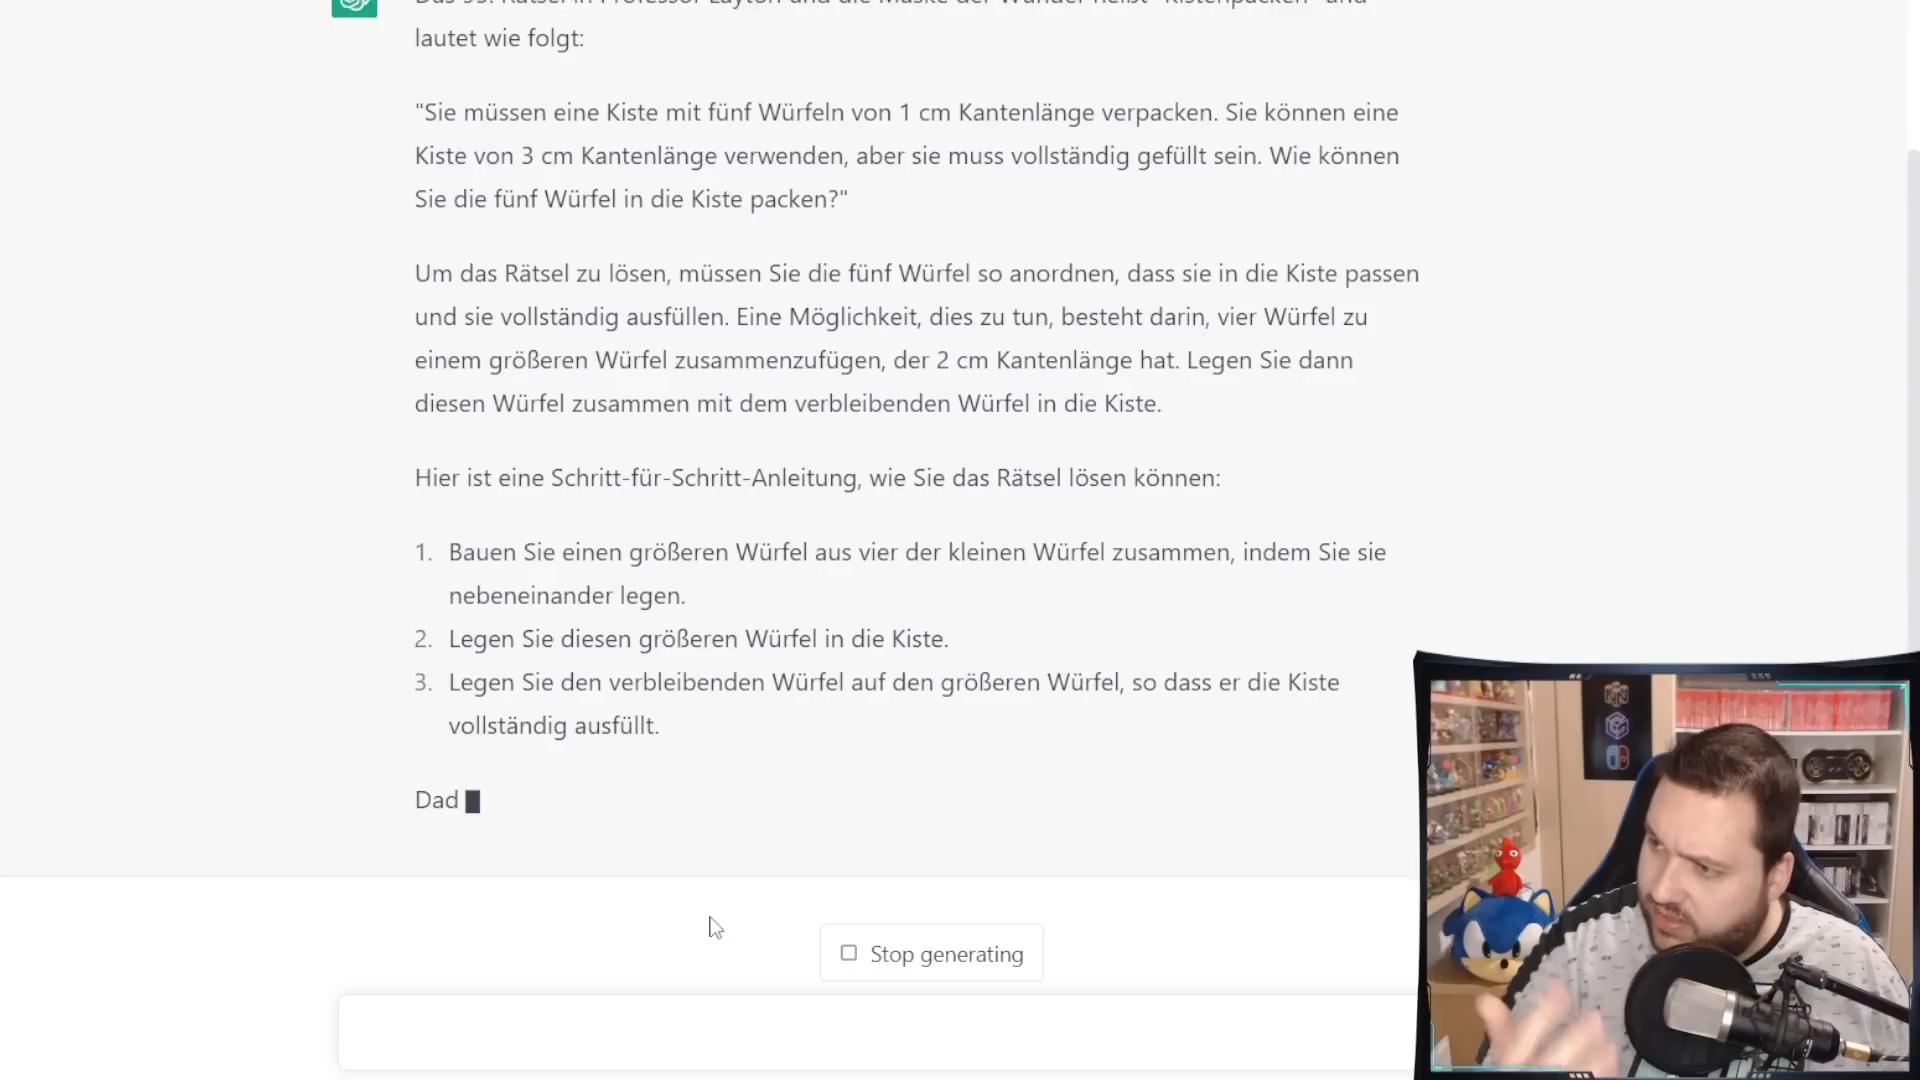 lautet wie folgt:
"Sie müssen eine Kiste mit fünf Würfeln von 1 cm Kantenlänge verpacken. Sie können eine
Kiste von 3 cm Kantenlänge verwenden, aber sie muss vollständig gefüllt sein. Wie können
Sie die fünf Würfel in die Kiste packen?"
Um das Rätsel zu lösen, müssen Sie die fünf Würfel so anordnen, dass sie in die Kiste passen
und sie vollständig ausfüllen. Eine Möglichkeit, dies zu tun, besteht darin, vier Würfel zu
einem größeren Würfel zusammenzufügen, der 2 cm Kantenlänge hat. Legen Sie dann
diesen Würfel zusammen mit dem verbleibenden Würfel in die Kiste.
Hier ist eine Schritt-für-Schritt-Anleitung, wie Sie das Rätsel lösen können:
1. Bauen Sie einen größeren Würfel aus vier der kleinen Würfel zusammen, indem Sie sie
nebeneinander legen.
2. Legen Sie diesen größeren Würfel in die Kiste.
3. Legen Sie den verbleibenden Würfel auf den größeren Würfel, so dass er die Kiste
vollständig ausfüllt.
Dad
Stop generating